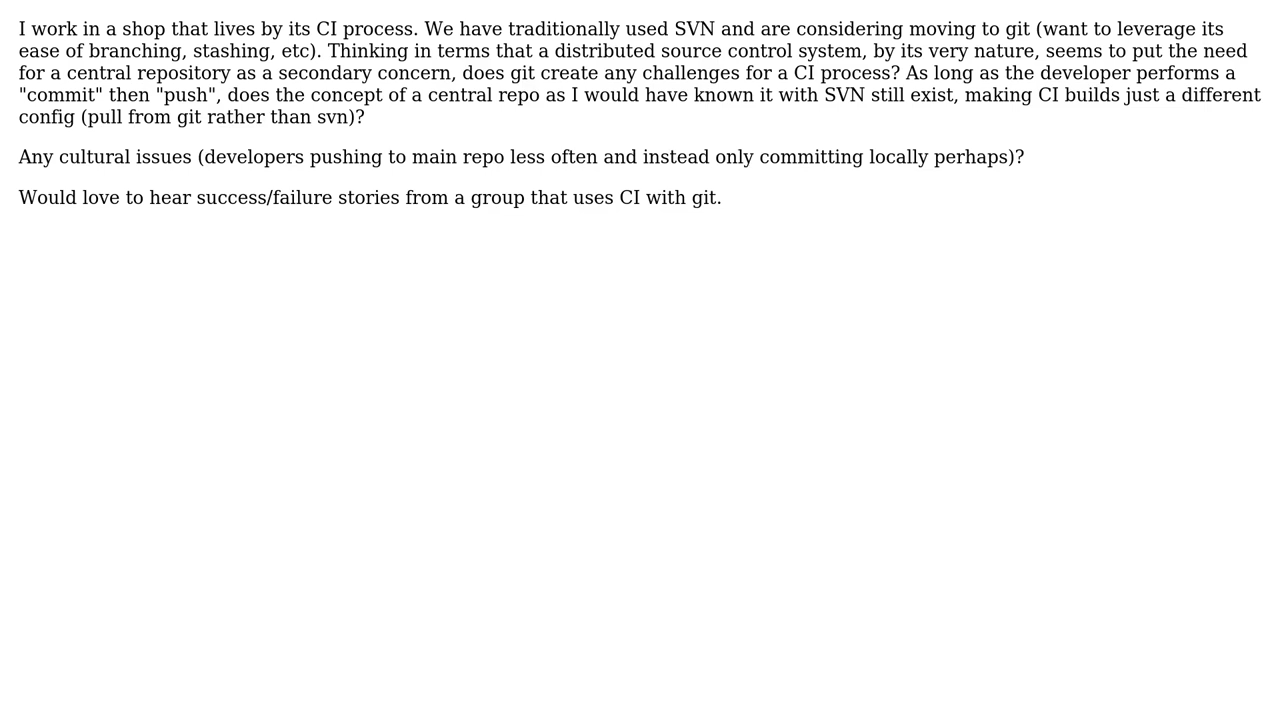 I work in a shop that lives by its CI process. We have traditionally used SVN and are considering moving to git (want to leverage its
ease of branching, stashing, etc). Thinking in terms that a distributed source control system, by its very nature, seems to put the need
for a central repository as a secondary concern, does git create any challenges for a CI process? As long as the developer performs a
"commit" then "push", does the concept of a central repo as I would have known it with SVN still exist, making CI builds just a different
config (pull from git rather than svn)?
Any cultural issues (developers pushing to main repo less often and instead only committing locally perhaps)?
Would love to hear success/failure stories from a group that uses CI with git.